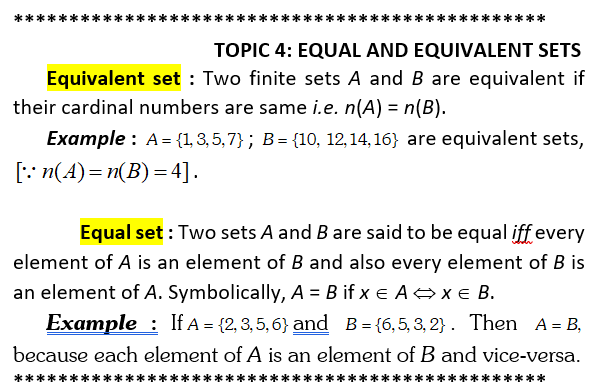 ************************************************
TOPIC 4: EQUAL AND EQUIVALENT SETS
Equivalent set : Two finite sets A and B are equivalent if
their cardinal numbers are same i.e. n(A) = n(B).
Example : A = {1,3,5,7} ; B = {10, 12,14,16} are equivalent sets,
[∵ n(A) = n(B) = 4] .
Equal set : Two sets A and B are said to be equal iff every
element of A is an element of B and also every element of B is
an element of A. Symbolically, A = B if x ∈ A ⇔ x ∈ B.
Example : If A = {2,3,5,6} and B = {6,5,3,2} . Then A = B,
because each element of A is an element of B and vice-versa.
************************************************